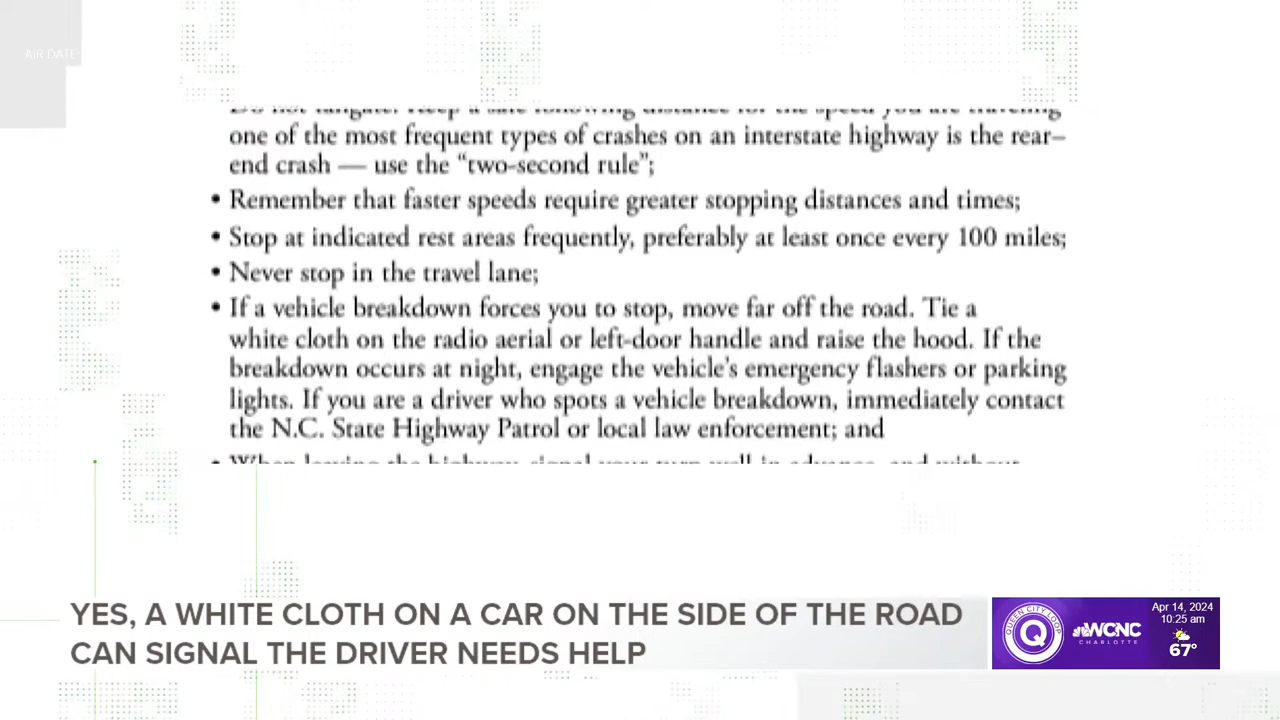 AIR DATE:
one of the most frequent types of crashes on an interstate highway is the rear–
end crash — use the “two-second rule”;
• Remember that faster speeds require greater stopping distances and times;
• Stop at indicated rest areas frequently, preferably at least once every 100 miles;
• Never stop in the travel lane;
• If a vehicle breakdown forces you to stop, move far off the road. Tie a
white cloth on the radio aerial or left-door handle and raise the hood. If the
breakdown occurs at night, engage the vehicle’s emergency flashers or parking
lights. If you are a driver who spots a vehicle breakdown, immediately contact
the N.C. State Highway Patrol or local law enforcement; and
YES, A WHITE CLOTH ON A CAR ON THE SIDE OF THE ROAD
CAN SIGNAL THE DRIVER NEEDS HELP
QUEEN CITY LOOP
Q
WCNC
CHARLOTTE
Apr 14, 2024
10:25 am
67°